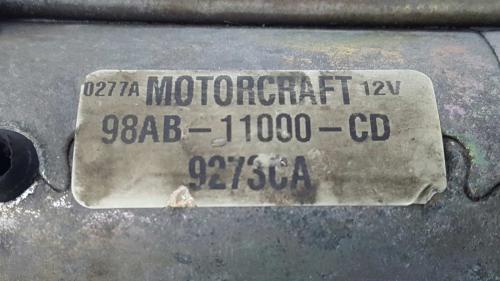 0277A MOTORCRAFT 12V
98AB-11000-CD
9273CA